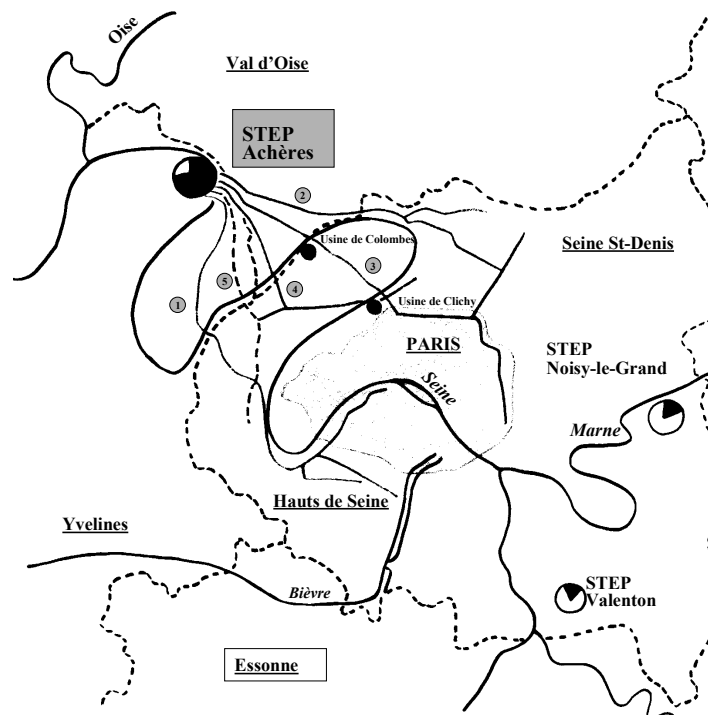 Oise
Val d'Oise
STEP
Achères
2
Usine de Colombes
Seine St-Denis
3
5
4
1
Usine de Clichy
PARIS
STEP
Noisy-le-Grand
Seine
Marne
Hauts de Seine
Yvelines
STEP
Valenton
Bièvre
Essonne